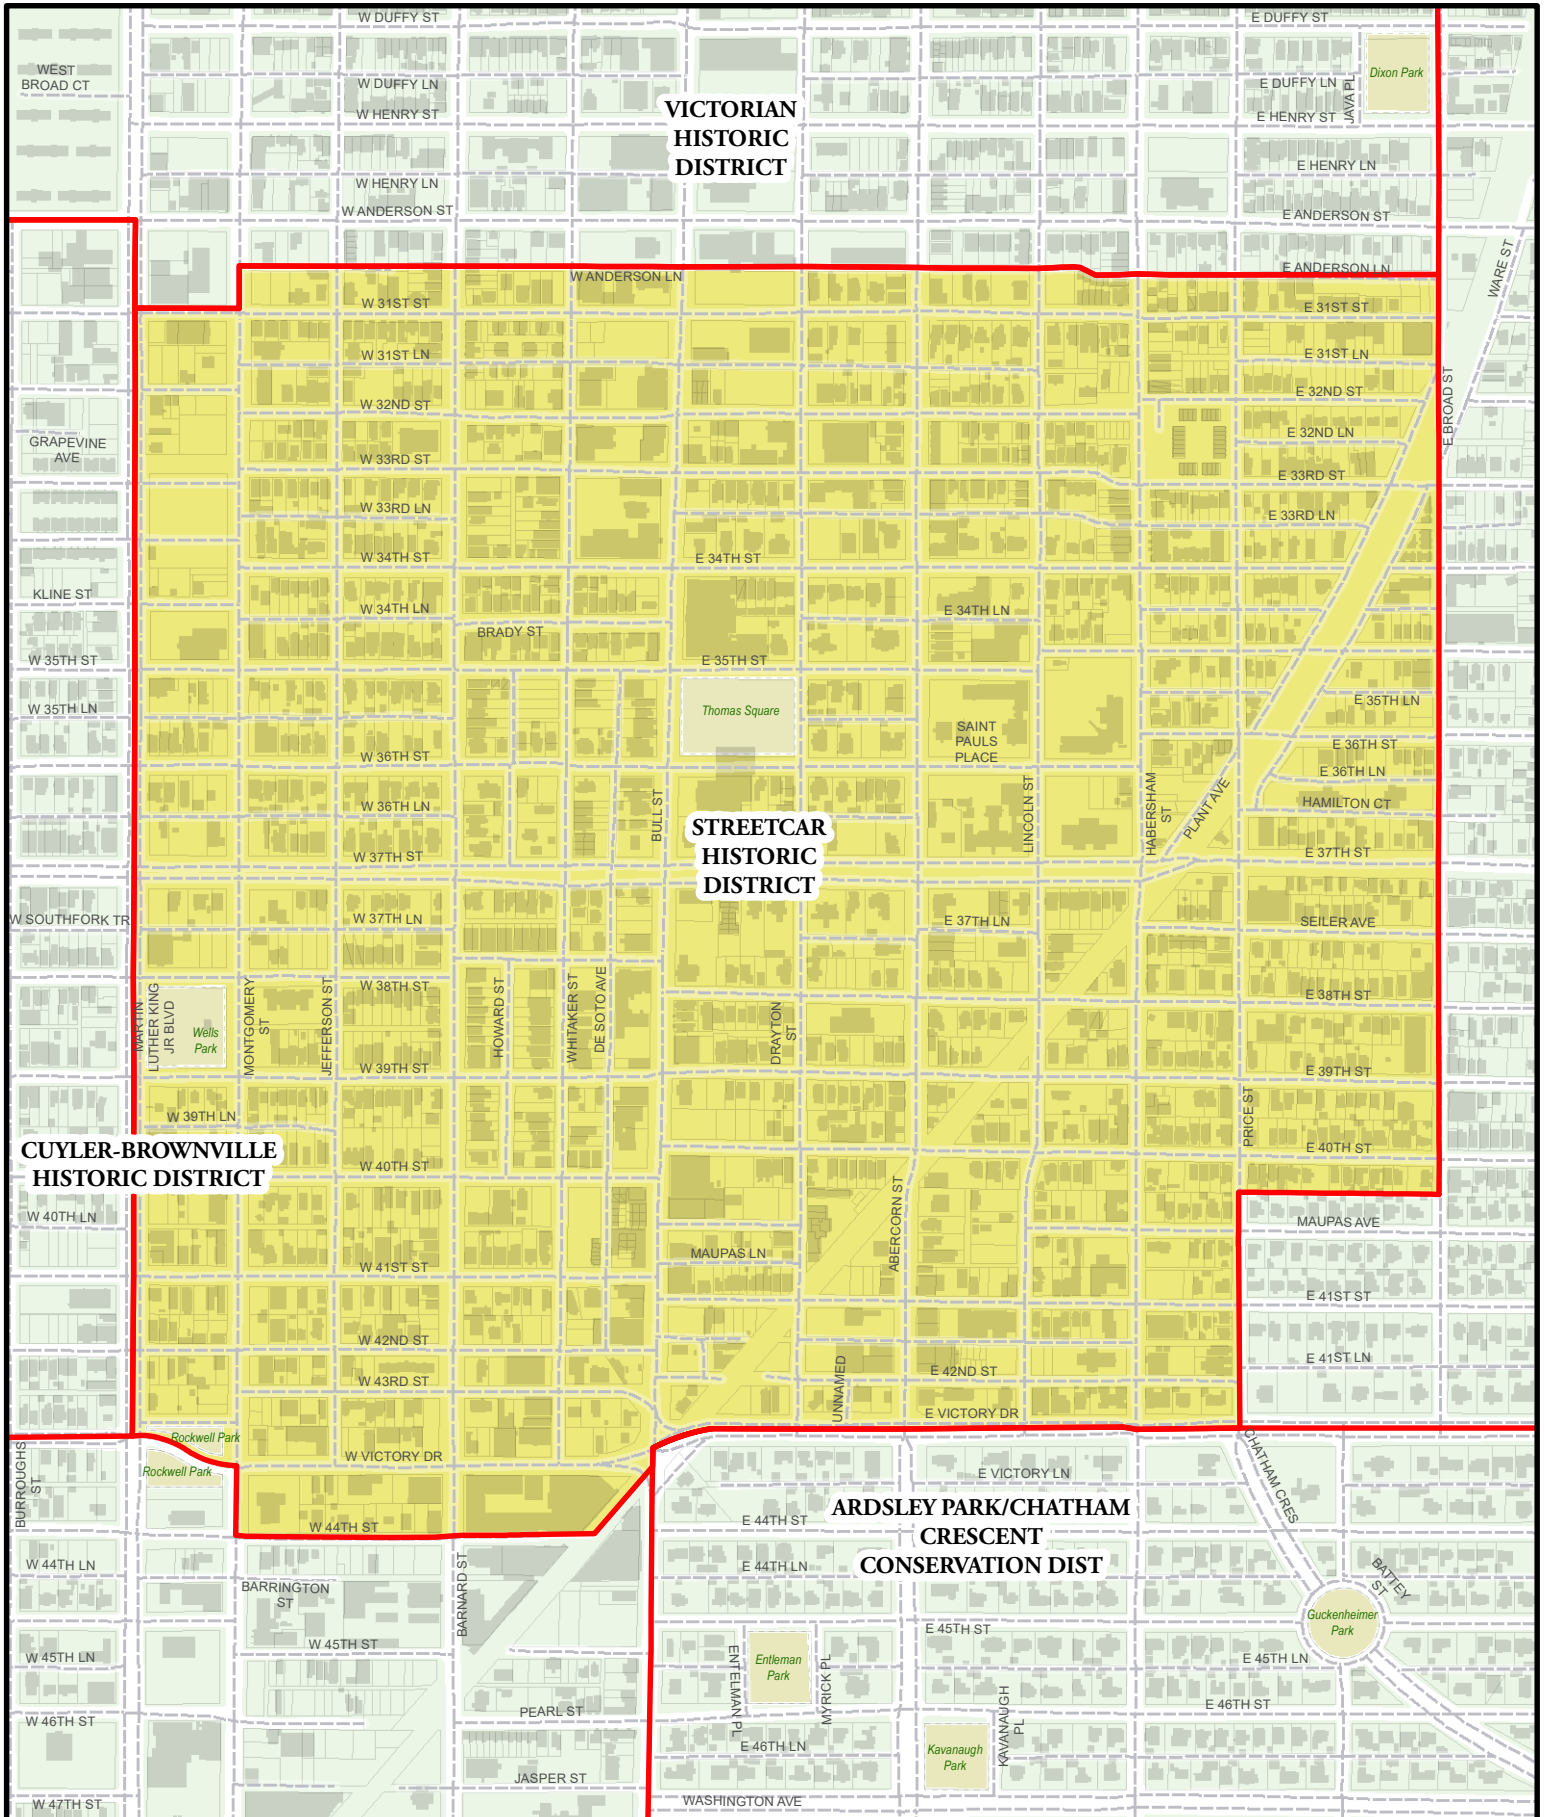 W DUFFY ST
E DUFFY ST
WEST
BROAD CT
Dixon Park
W DUFFY LN
E DUFFY LN
JAVA PL
W HENRY ST
E HENRY ST
VICTORIAN
HISTORIC
DISTRICT
E HENRY LN
W HENRY LN
W ANDERSON ST
E ANDERSON ST
WARE ST
W ANDERSON LN
E ANDERSON LN
W 31ST ST
E 31ST ST
W 31ST LN
E 31ST LN
W 32ND ST
E 32ND ST
E BROAD ST
GRAPEVINE
AVE
E 32ND LN
W 33RD ST
E 33RD ST
W 33RD LN
E 33RD LN
W 34TH ST
E 34TH ST
KLINE ST
W 34TH LN
E 34TH LN
BRADY ST
W 35TH ST
E 35TH ST
W 35TH LN
Thomas Square
E 35TH LN
SAINT
PAULS
PLACE
W 36TH ST
E 36TH ST
E 36TH LN
W 36TH LN
BULL ST
LINCOLN ST
HABERSHAM
ST
PLANT AVE
HAMILTON CT
STREETCAR
HISTORIC
DISTRICT
W 37TH ST
E 37TH ST
W SOUTHFORK TR
W 37TH LN
E 37TH LN
SEILER AVE
W 38TH ST
E 38TH ST
MARTIN
LUTHER KING
JR BLVD
Wells
Park
MONTGOMERY
ST
JEFFERSON ST
HOWARD ST
WHITAKER ST
DE SOTO AVE
DRAYTON
ST
W 39TH ST
E 39TH ST
W 39TH LN
PRICE ST
CUYLER-BROWNVILLE
HISTORIC DISTRICT
W 40TH ST
E 40TH ST
W 40TH LN
ABERCORN ST
MAUPAS AVE
MAUPAS LN
W 41ST ST
E 41ST ST
W 42ND ST
E 41ST LN
E 42ND ST
W 43RD ST
UNNAMED
E VICTORY DR
Rockwell Park
W VICTORY DR
Rockwell Park
BURROUGHS
ST
CHATHAM CRES
E VICTORY LN
ARDSLEY PARK/CHATHAM
CRESCENT
CONSERVATION DIST
W 44TH ST
E 44TH ST
W 44TH LN
E 44TH LN
BATTEY
ST
BARRINGTON
ST
BARNARD ST
Guckenheimer
Park
W 45TH ST
E 45TH ST
W 45TH LN
E 45TH LN
ENTELMAN PL
Entleman
Park
MYRICK PL
KAVANAUGH
PL
E 46TH ST
PEARL ST
W 46TH ST
E 46TH LN
Kavanaugh
Park
JASPER ST
W 47TH ST
WASHINGTON AVE